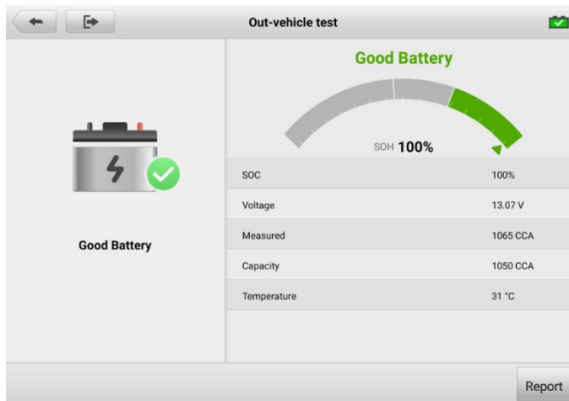 Out-vehicle test
Good Battery
Good Battery
SOH 100%
SOC 100%
Voltage 13.07 V
Measured 1065 CCA
Capacity 1050 CCA
Temperature 31 °C
Report